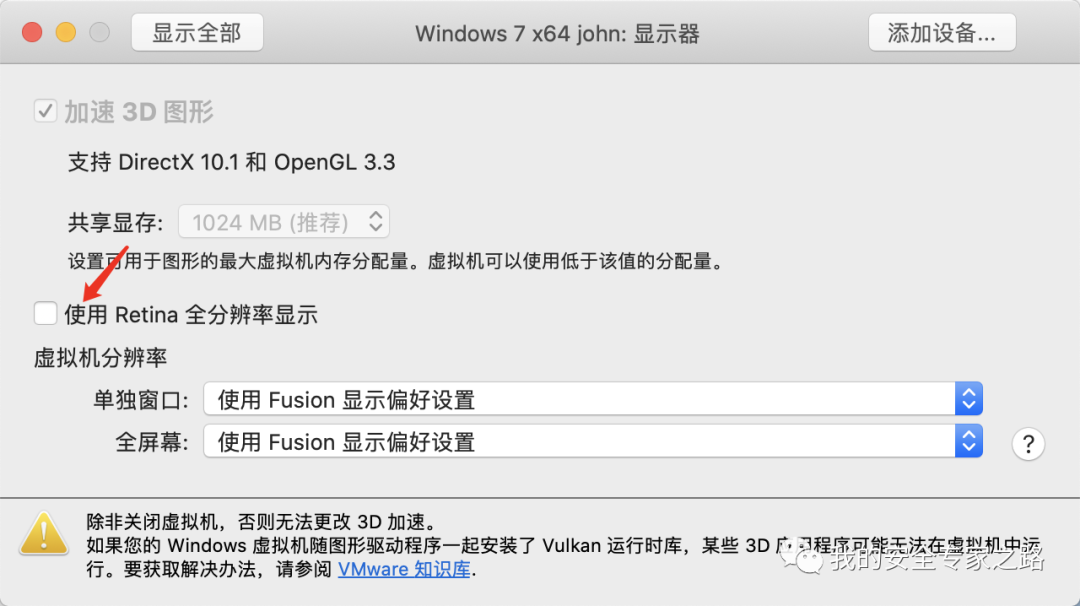 显示全部
Windows 7 x64 john: 显示器
添加设备...
加速 3D 图形
支持 DirectX 10.1 和 OpenGL 3.3
共享显存: 1024 MB (推荐)
设置可用于图形的最大虚拟机内存分配量。虚拟机可以使用低于该值的分配量。
使用 Retina 全分辨率显示
虚拟机分辨率
单独窗口: 使用 Fusion 显示偏好设置
全屏幕: 使用 Fusion 显示偏好设置
?
除非关闭虚拟机，否则无法更改 3D 加速。
如果您的 Windows 虚拟机随图形驱动程序一起安装了 Vulkan 运行时库，某些 3D 应用程序可能无法在虚拟机中运
行。要获取解决办法，请参阅 VMware 知识库.
我的安全专家之路